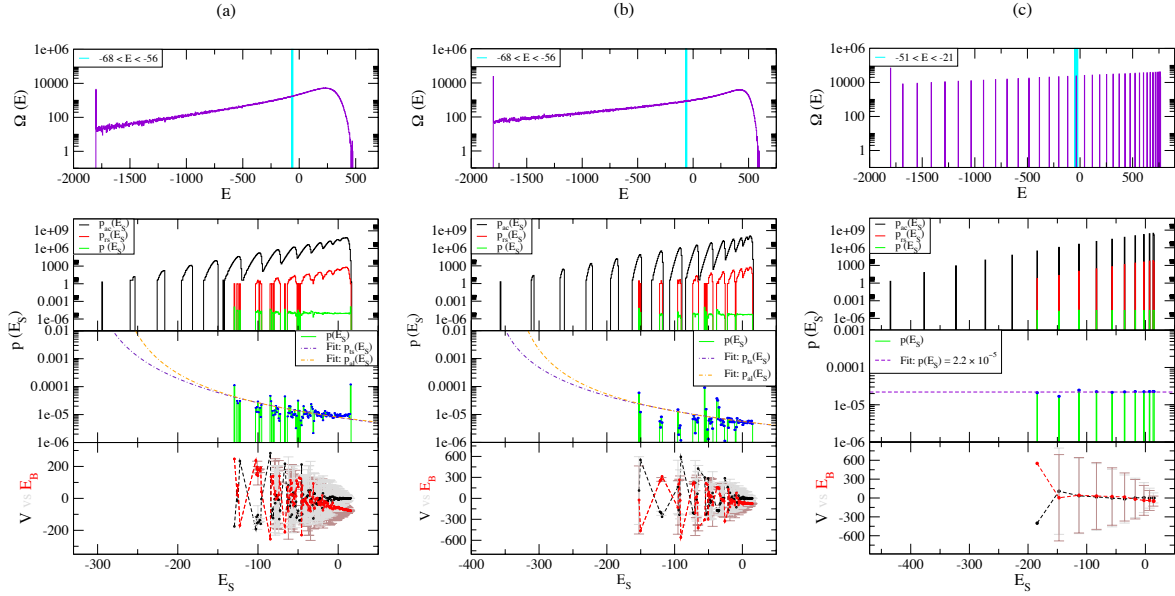 (a)
(b)
(c)
1e+06
10000
100
1
Ω (E)
-68 < E < -56
-2000 -1500 -1000 -500 0 500
E
1e+06
10000
100
1
Ω (E)
-68 < E < -56
-2000 -1500 -1000 -500 0 500
E
1e+06
10000
100
1
Ω (E)
-51 < E < -21
-2000 -1500 -1000 -500 0 500
E
p_ac(E_S)
p_rs(E_S)
p (E_S)
1e+09
1e+06
1000
1
0.001
1e-06
0.01
0.0001
1e-05
1e-06
p (E_S)
p(E_S)
Fit: p_ts(E_S)
Fit: p_al(E_S)
200
0
-200
V vs E_B
-300 -200 -100 0
E_S
p_ac(E_S)
p_rs(E_S)
p (E_S)
1e+09
1e+06
1000
1
0.001
1e-06
0.01
0.0001
1e-05
1e-06
p (E_S)
p(E_S)
Fit: p_ts(E_S)
Fit: p_al(E_S)
600
300
0
-300
-600
V vs E_B
-400 -300 -200 -100 0
E_S
p_ac(E_S)
p_rs(E_S)
p (E_S)
1e+09
1e+06
1000
1
0.001
1e-06
0.01
0.0001
1e-05
1e-06
p (E_S)
p(E_S)
Fit: p(E_S) = 2.2 × 10^-5
600
300
0
-300
-600
V vs E_B
-400 -300 -200 -100 0
E_S